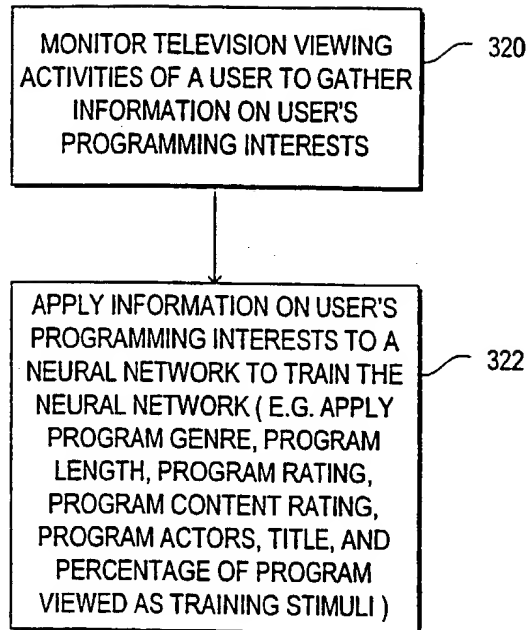 MONITOR TELEVISION VIEWING
ACTIVITIES OF A USER TO GATHER
INFORMATION ON USER'S
PROGRAMMING INTERESTS
320
APPLY INFORMATION ON USER'S
PROGRAMMING INTERESTS TO A
NEURAL NETWORK TO TRAIN THE
NEURAL NETWORK ( E.G. APPLY
PROGRAM GENRE, PROGRAM
LENGTH, PROGRAM RATING,
PROGRAM CONTENT RATING,
PROGRAM ACTORS, TITLE, AND
PERCENTAGE OF PROGRAM
VIEWED AS TRAINING STIMULI )
322